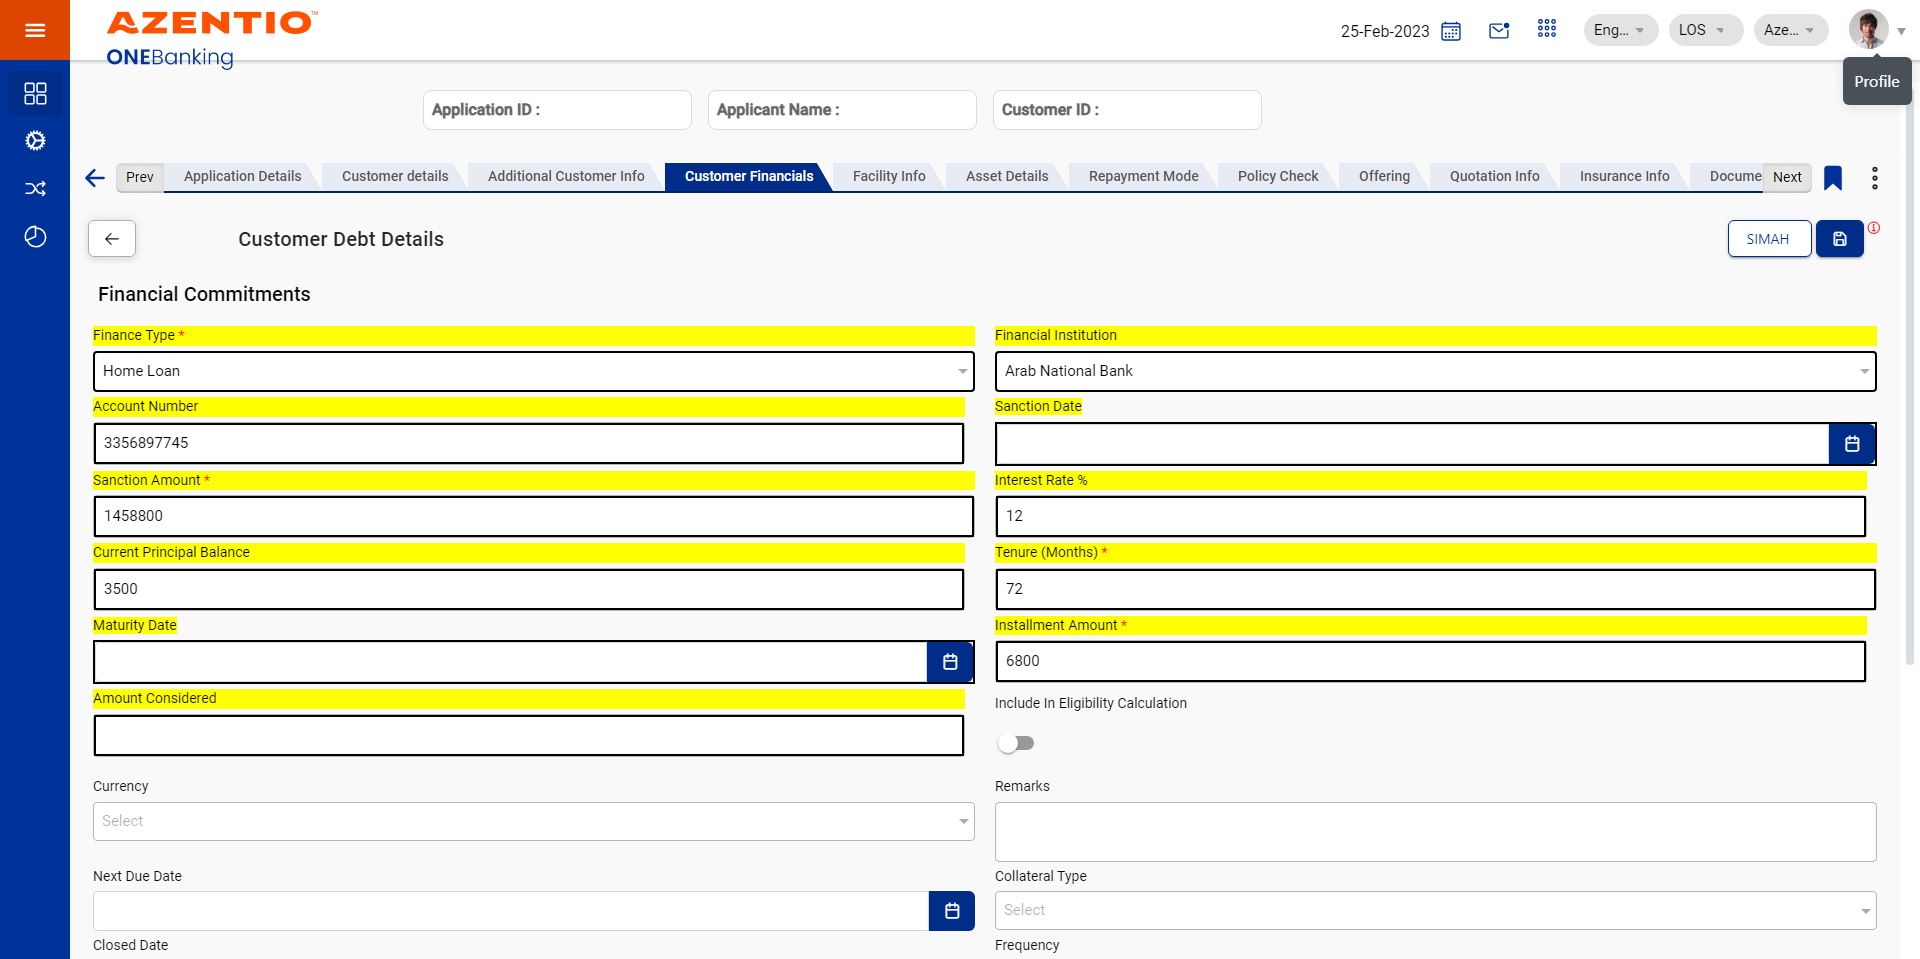 AZENTIO™
ONEBanking
25-Feb-2023
Eng...
LOS
Aze...
Profile
Application ID :
Applicant Name :
Customer ID :
Prev
Application Details
Customer details
Additional Customer Info
Customer Financials
Facility Info
Asset Details
Repayment Mode
Policy Check
Offering
Quotation Info
Insurance Info
Docume
Next
Customer Debt Details
SIMAH
Financial Commitments
Finance Type *
Financial Institution
Home Loan
Arab National Bank
Account Number
Sanction Date
3356897745
Sanction Amount *
Interest Rate %
1458800
12
Current Principal Balance
Tenure (Months) *
3500
72
Maturity Date
Installment Amount *
6800
Amount Considered
Include In Eligibility Calculation
Currency
Remarks
Select
Next Due Date
Collateral Type
Select
Closed Date
Frequency